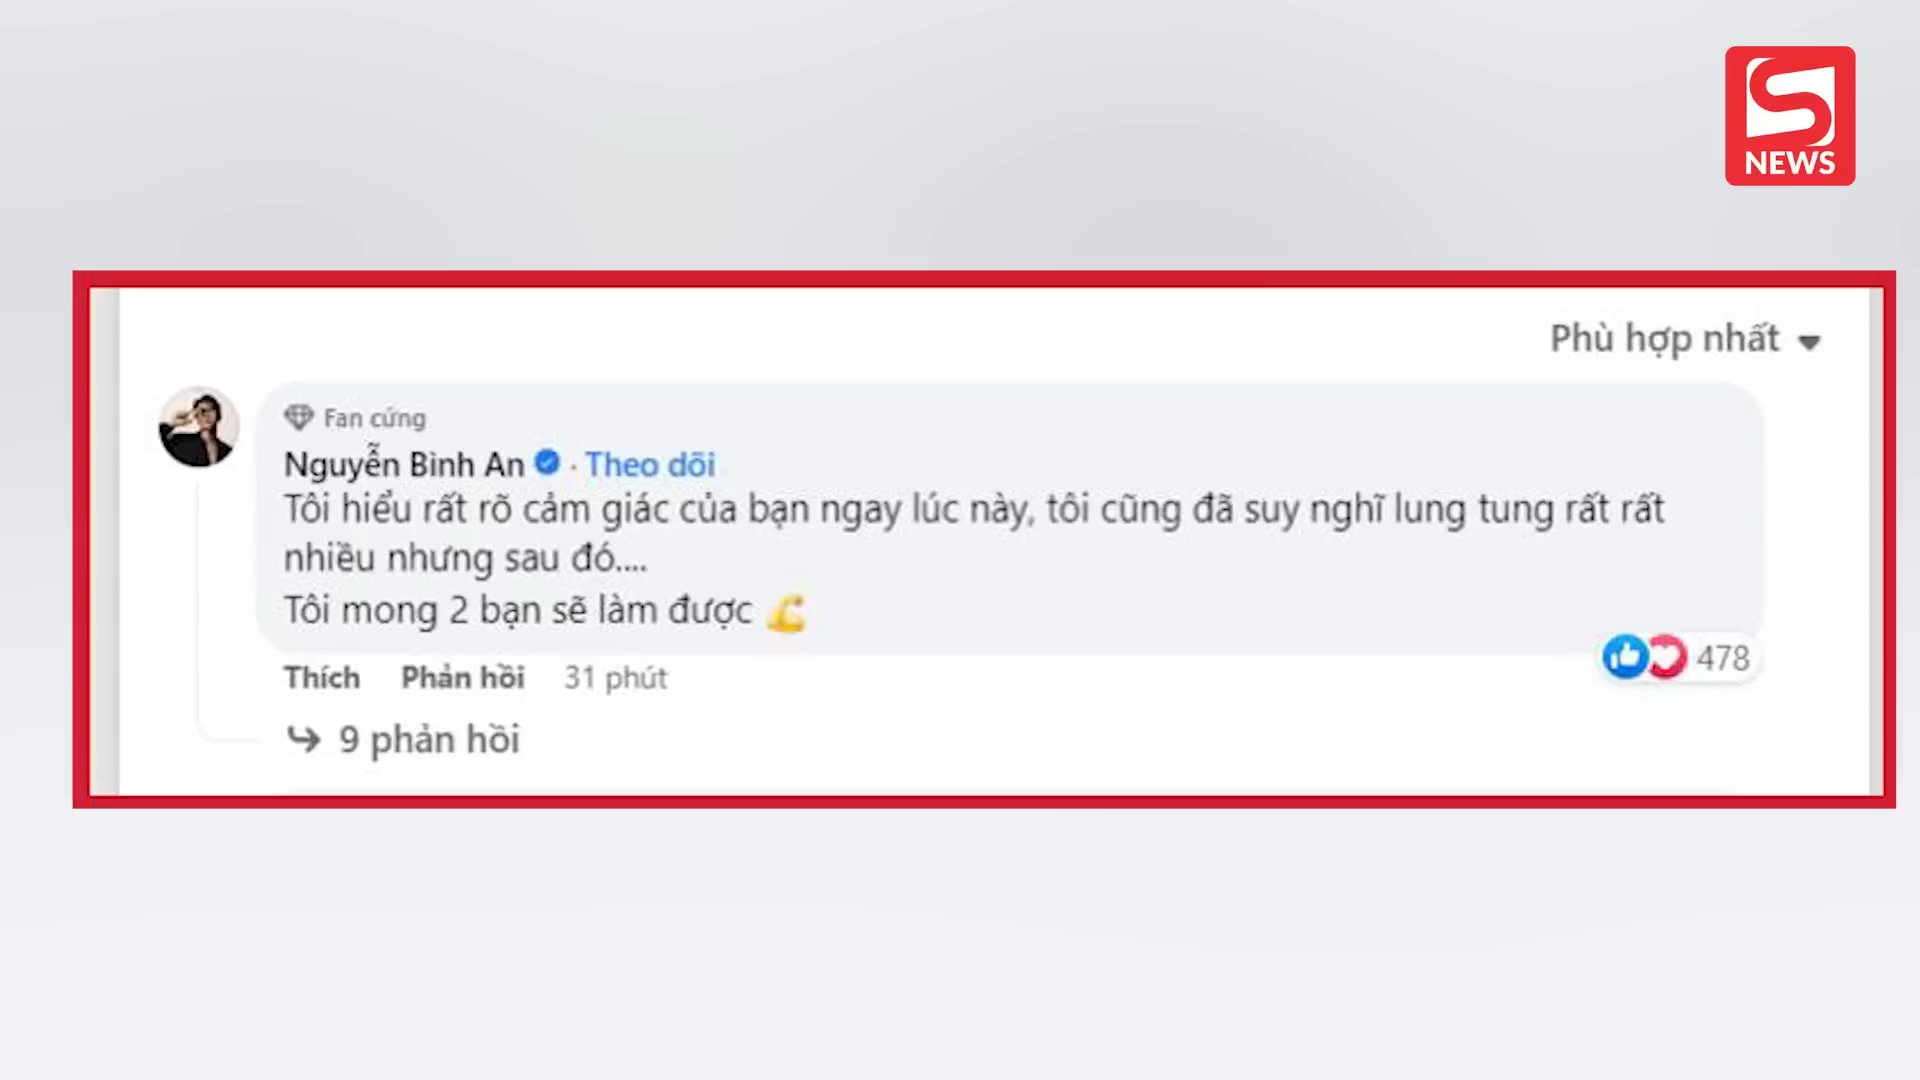 S
NEWS
Phù hợp nhất
Fan cứng
Nguyễn Bình An · Theo dõi
Tôi hiểu rất rõ cảm giác của bạn ngay lúc này, tôi cũng đã suy nghĩ lung tung rất rất
nhiều nhưng sau đó....
Tôi mong 2 bạn sẽ làm được 💪
478
Thích Phản hồi 31 phút
9 phản hồi